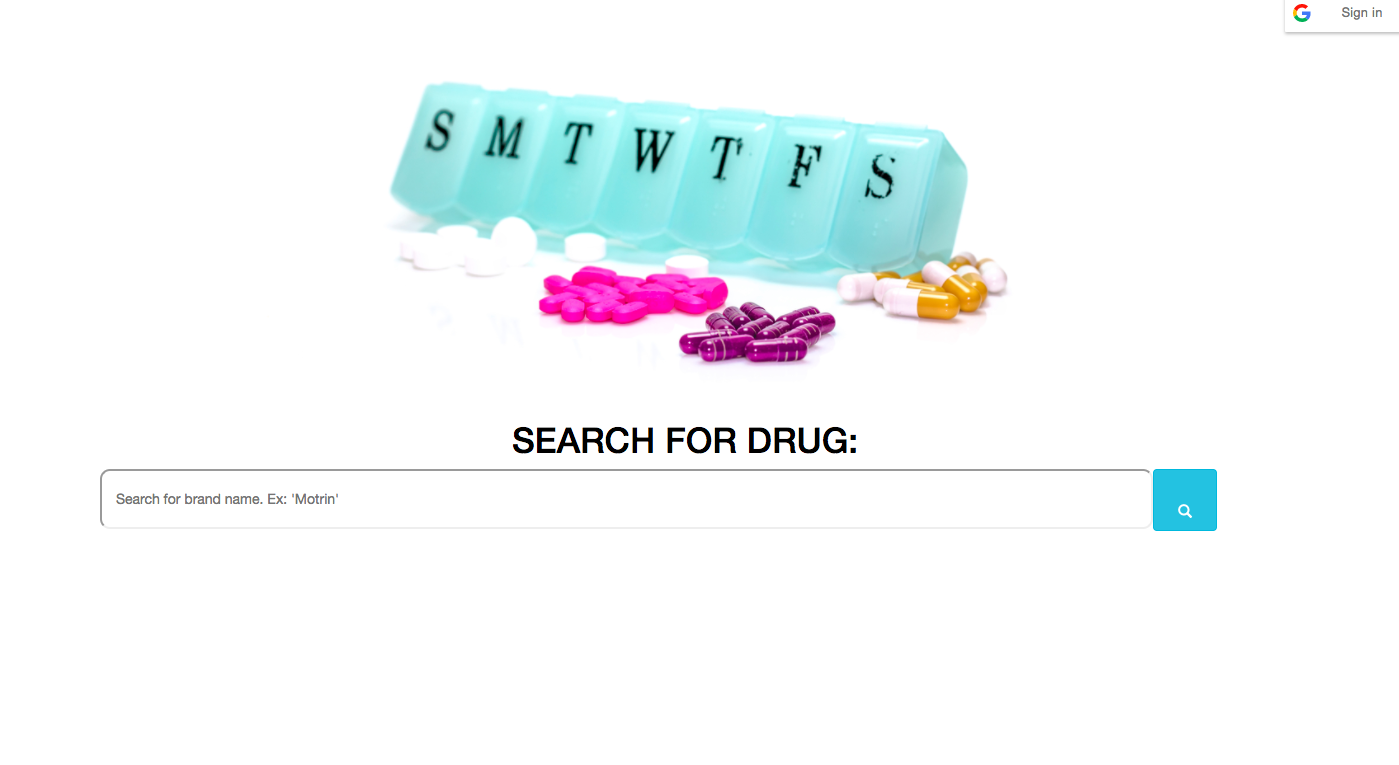 Sign in
S M T W T F S
SEARCH FOR DRUG:
Search for brand name. Ex: 'Motrin'